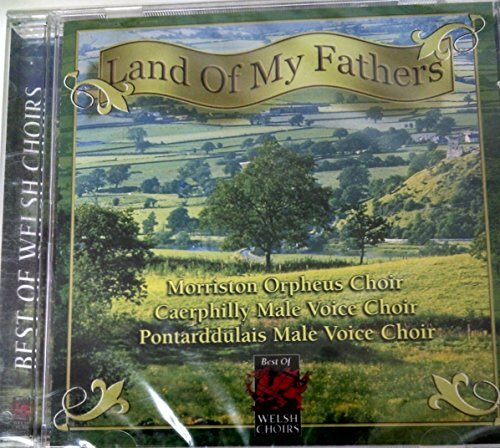 BEST OF WELSH CHOIRS
Land Of My Fathers
Morriston Orpheus Choir
Caerphilly Male Voice Choir
Pontarddulais Male Voice Choir
Best Of
WELSH
CHOIRS